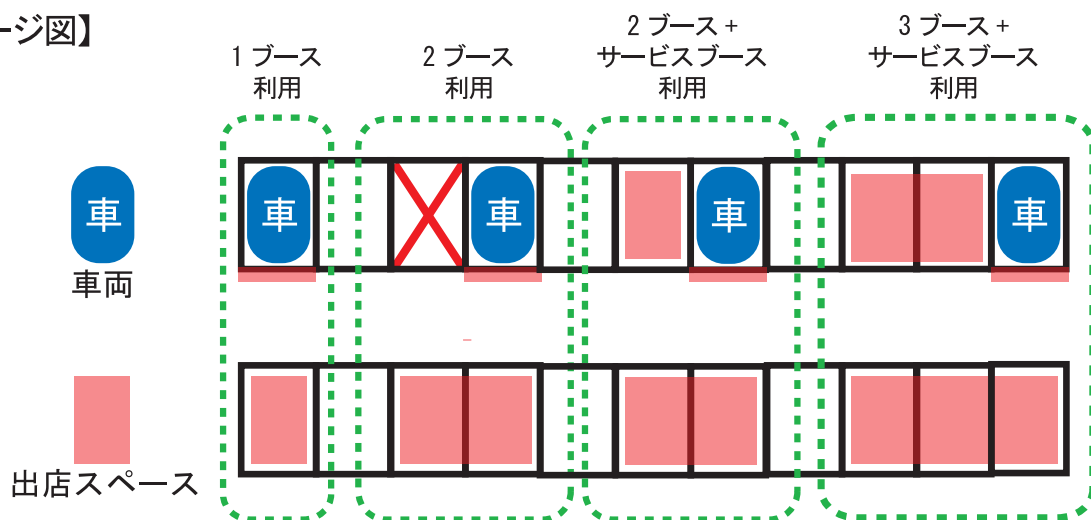 ージ図】
1 ブース
利用
2 ブース
利用
2 ブース +
サービスブース
利用
3 ブース +
サービスブース
利用
車
車
車
車
車
車両
出店スペース